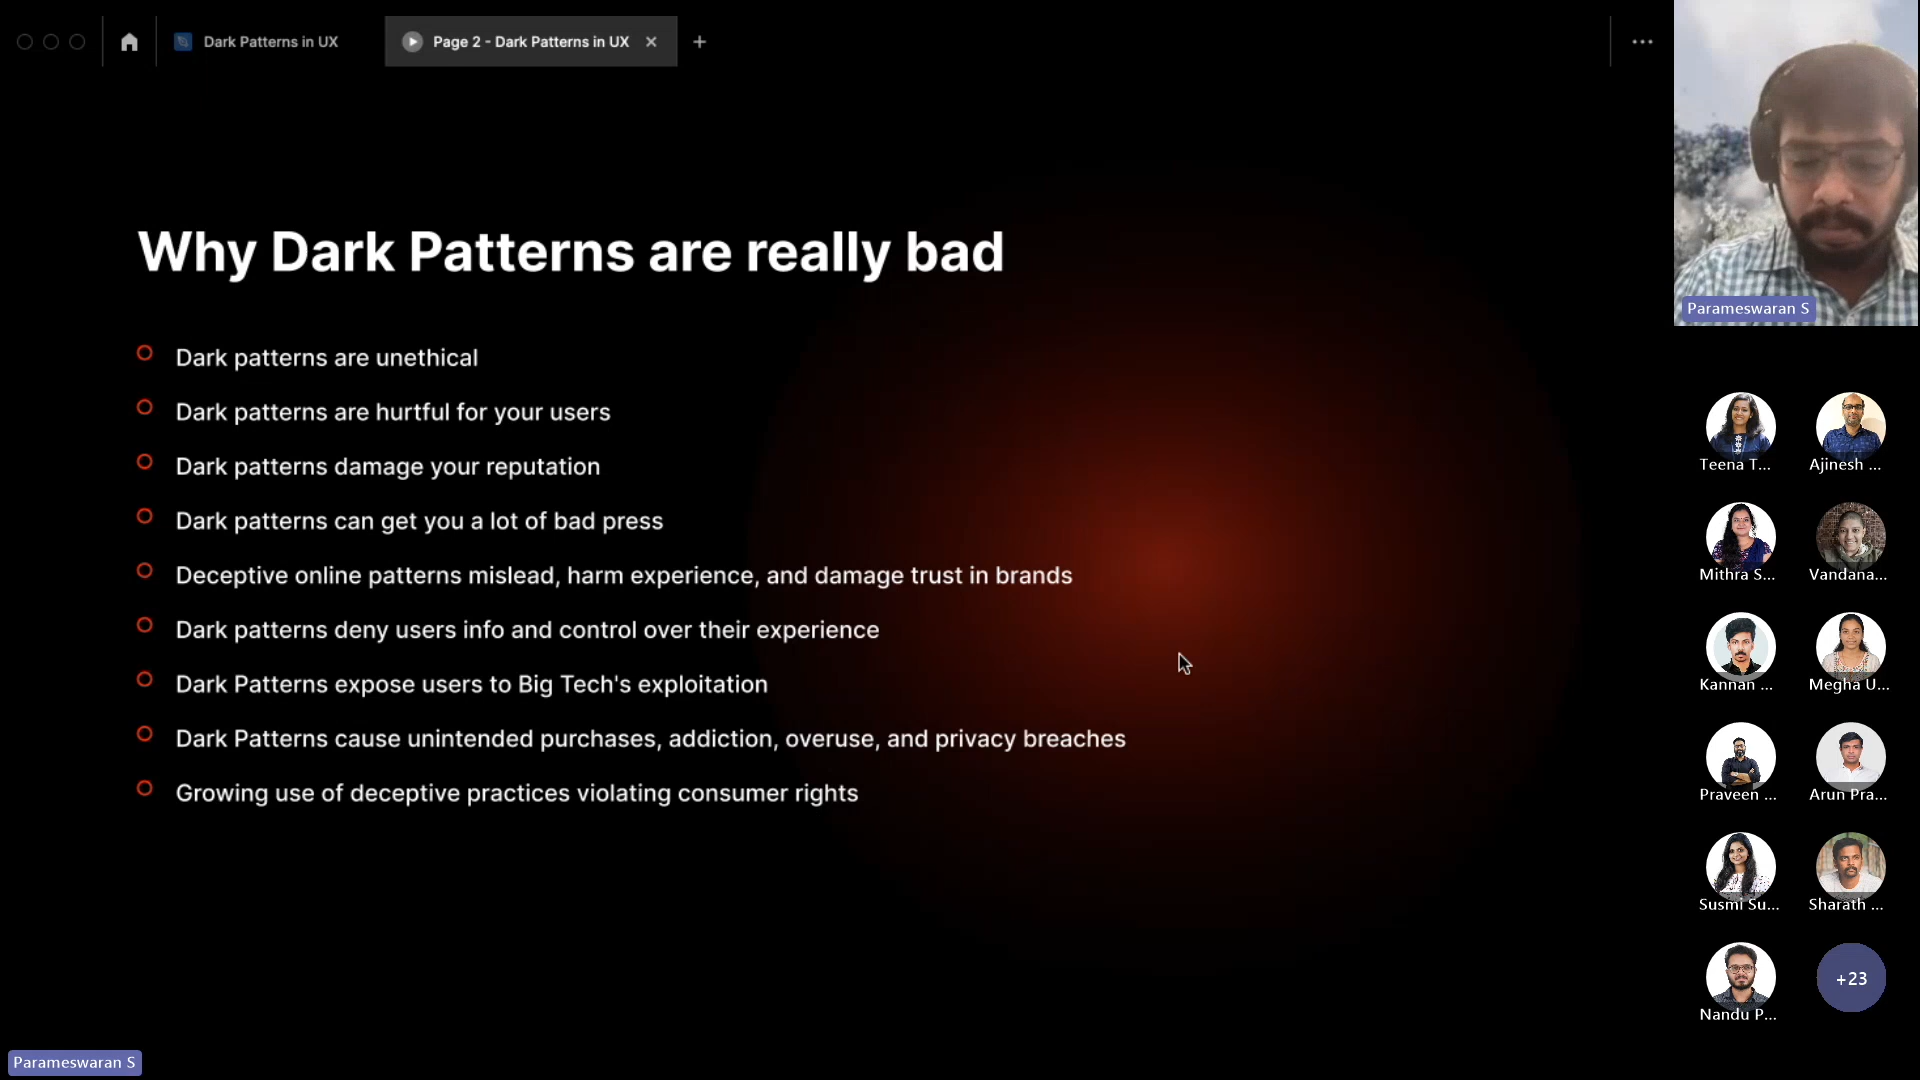 Dark Patterns in UX
Page 2 - Dark Patterns in UX
Why Dark Patterns are really bad
Dark patterns are unethical
Dark patterns are hurtful for your users
Dark patterns damage your reputation
Dark patterns can get you a lot of bad press
Deceptive online patterns mislead, harm experience, and damage trust in brands
Dark patterns deny users info and control over their experience
Dark Patterns expose users to Big Tech's exploitation
Dark Patterns cause unintended purchases, addiction, overuse, and privacy breaches
Growing use of deceptive practices violating consumer rights
Parameswaran S
Teena T...
Ajinesh ...
Mithra S...
Vandana...
Kannan ...
Megha U...
Praveen ...
Arun Pra...
Susmi Su...
Sharath ...
Nandu P...
+23
Parameswaran S